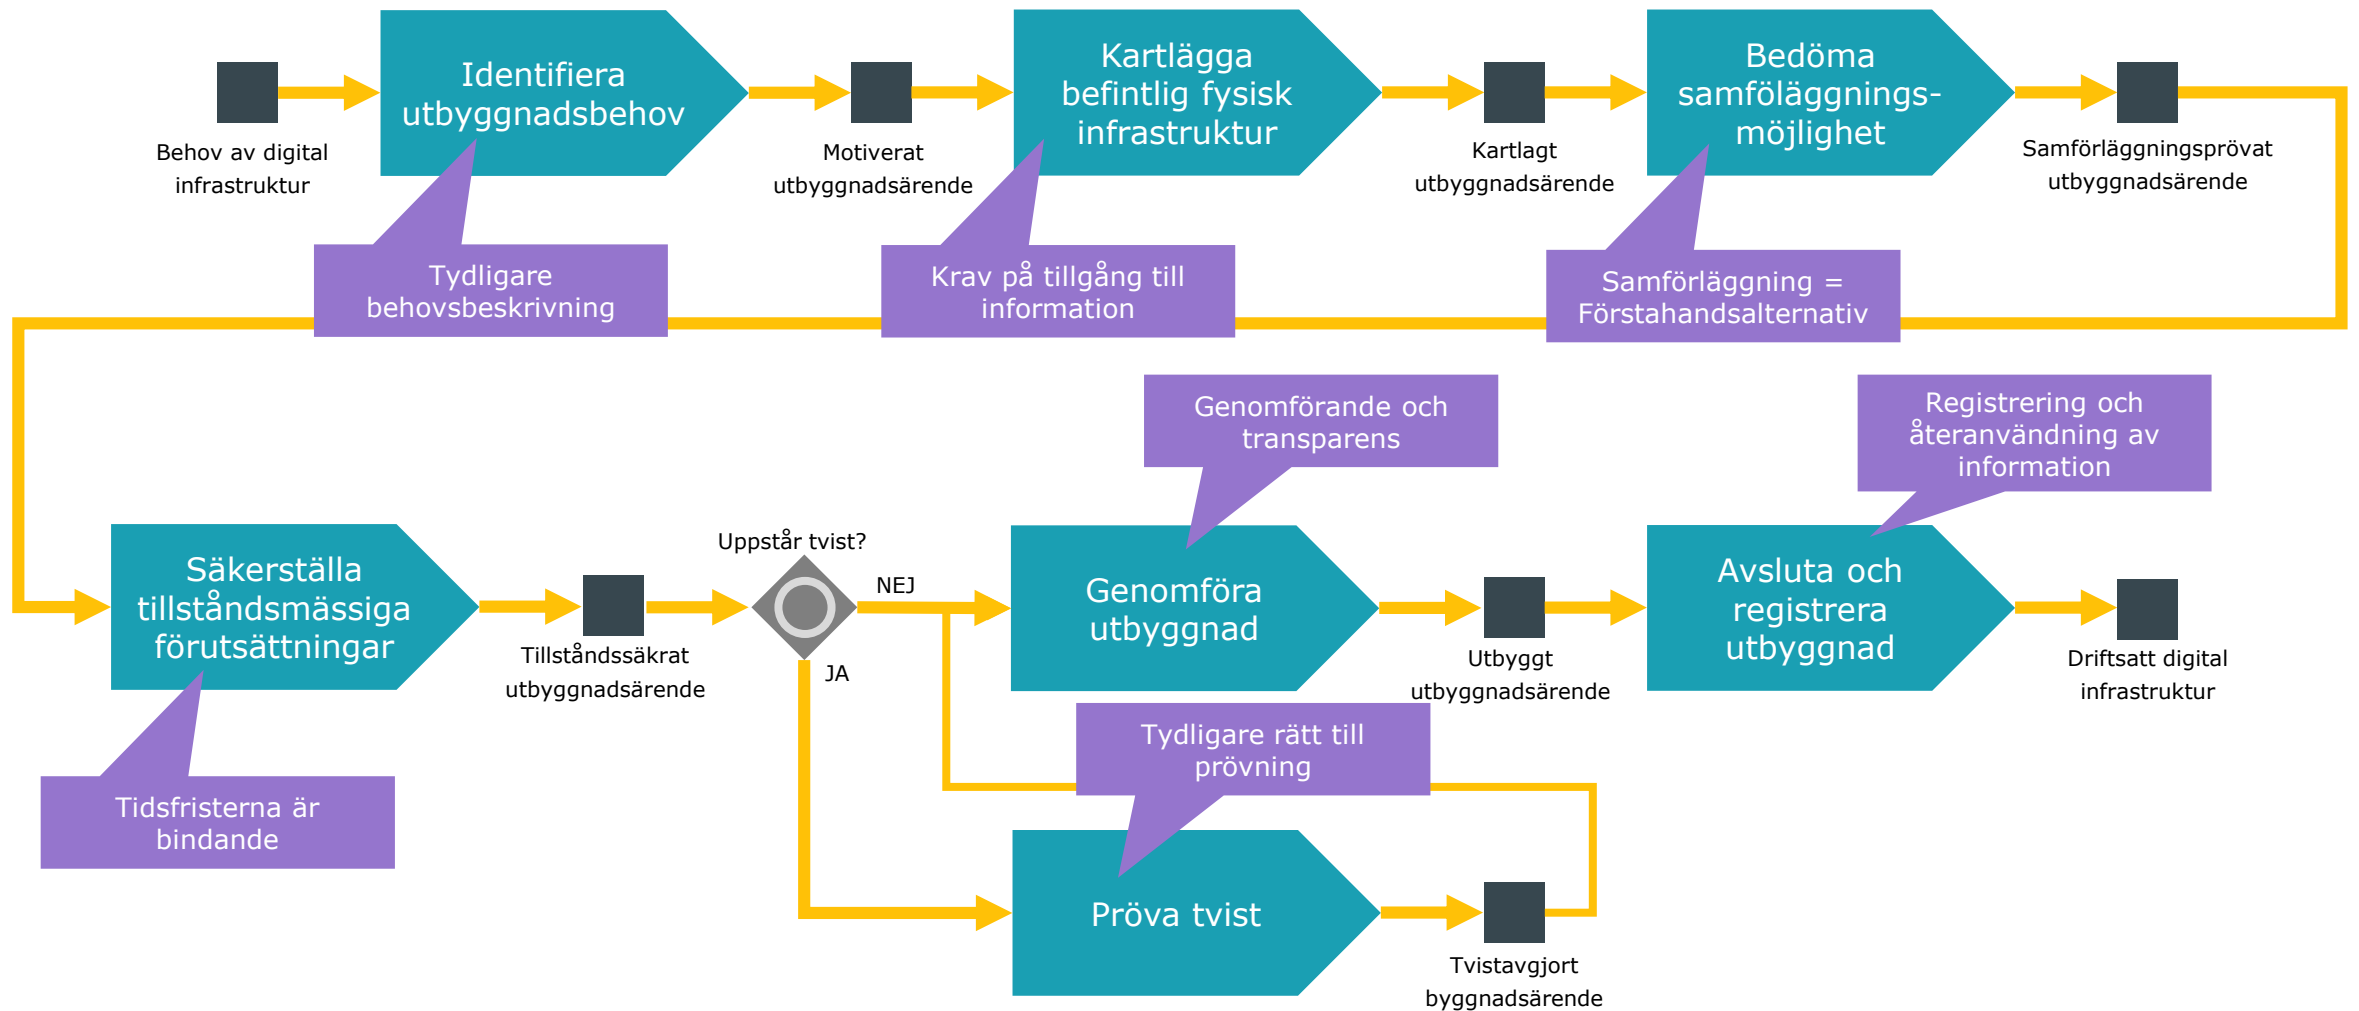 Identifiera
utbyggnadsbehov
Kartlägga
befintlig fysisk
infrastruktur
Bedöma
samföläggnings-
möjlighet
Behov av digital
infrastruktur
Motiverat
utbyggnadsärende
Kartlagt
utbyggnadsärende
Samförläggningsprövat
utbyggnadsärende
Tydligare
behovsbeskrivning
Krav på tillgång till
information
Samförläggning =
Förstahandsalternativ
Genomförande och
transparens
Registrering och
återanvändning av
information
Säkerställa
tillståndsmässiga
förutsättningar
Tillståndssäkrat
utbyggnadsärende
Uppstår tvist?
NEJ
JA
Genomföra
utbyggnad
Utbyggt
utbyggnadsärende
Avsluta och
registrera
utbyggnad
Driftsatt digital
infrastruktur
Tidsfristerna är
bindande
Tydligare rätt till
prövning
Pröva tvist
Tvistavgjort
byggnadsärende